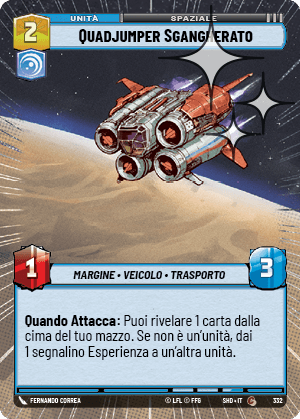 2
UNITÀ
SPAZIALE
QUADJUMPER SGANGHERATO
1
3
MARGINE • VEICOLO • TRASPORTO
Quando Attacca: Puoi rivelare 1 carta dalla
cima del tuo mazzo. Se non è un'unità, dai
1 segnalino Esperienza a un'altra unità.
FERNANDO CORREA
© LFL © FFG
SHD • IT
332